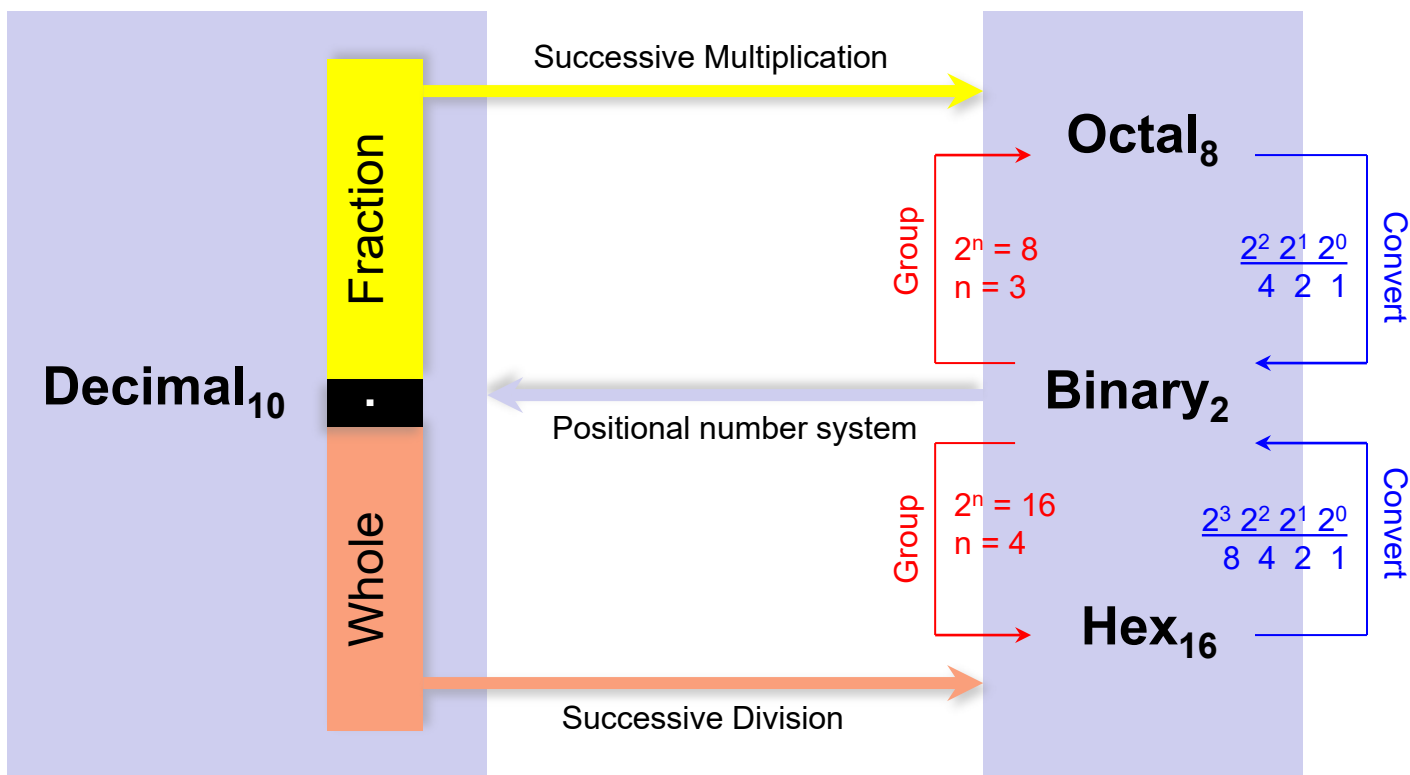 Successive Multiplication
Octal₈
Fraction
Group
2ⁿ = 8
n = 3
2² 2¹ 2⁰
4 2 1
Convert
Decimal₁₀
.
Binary₂
Positional number system
Whole
Group
2ⁿ = 16
n = 4
2³ 2² 2¹ 2⁰
8 4 2 1
Convert
Hex₁₆
Successive Division